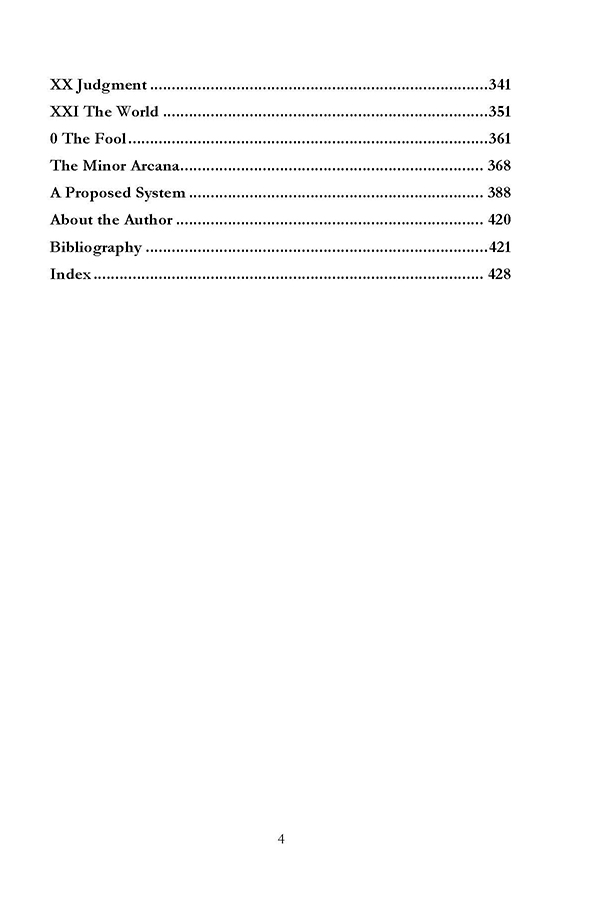 XX Judgment ..............................................................................341
XXI The World ...........................................................................351
0 The Fool...................................................................................361
The Minor Arcana...................................................................... 368
A Proposed System .................................................................... 388
About the Author ....................................................................... 420
Bibliography ...............................................................................421
Index .......................................................................................... 428
4